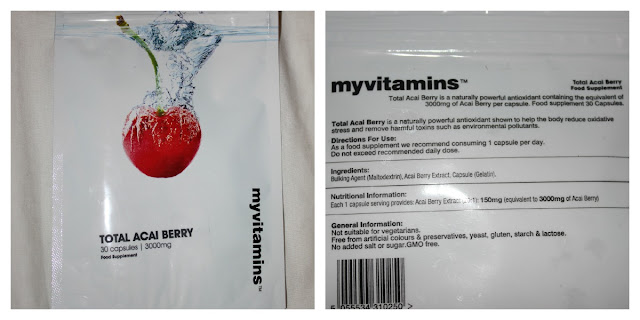 TOTAL ACAI BERRY
30 capsules | 3000mg
Food Supplement
myvitamins™
myvitamins™
Total Acai Berry
Food Supplement
Total Acai Berry is a naturally powerful antioxidant containing the equivalent of
3000mg of Acai Berry per capsule. Food supplement 30 Capsules.
Total Acai Berry is a naturally powerful antioxidant shown to help the body reduce oxidative
stress and remove harmful toxins such as environmental pollutants.
Directions For Use:
As a food supplement we recommend consuming 1 capsule per day.
Do not exceed recommended daily dose.
Ingredients:
Bulking Agent (Maltodextrin), Acai Berry Extract, Capsule (Gelatin).
Nutritional Information:
Each 1 capsule serving provides: Acai Berry Extract 150mg (equivalent to 3000mg of Acai Berry)
General Information:
Not suitable for vegetarians.
Free from artificial colours & preservatives, yeast, gluten, starch & lactose.
No added salt or sugar.GMO free.
5 055534 310250 >